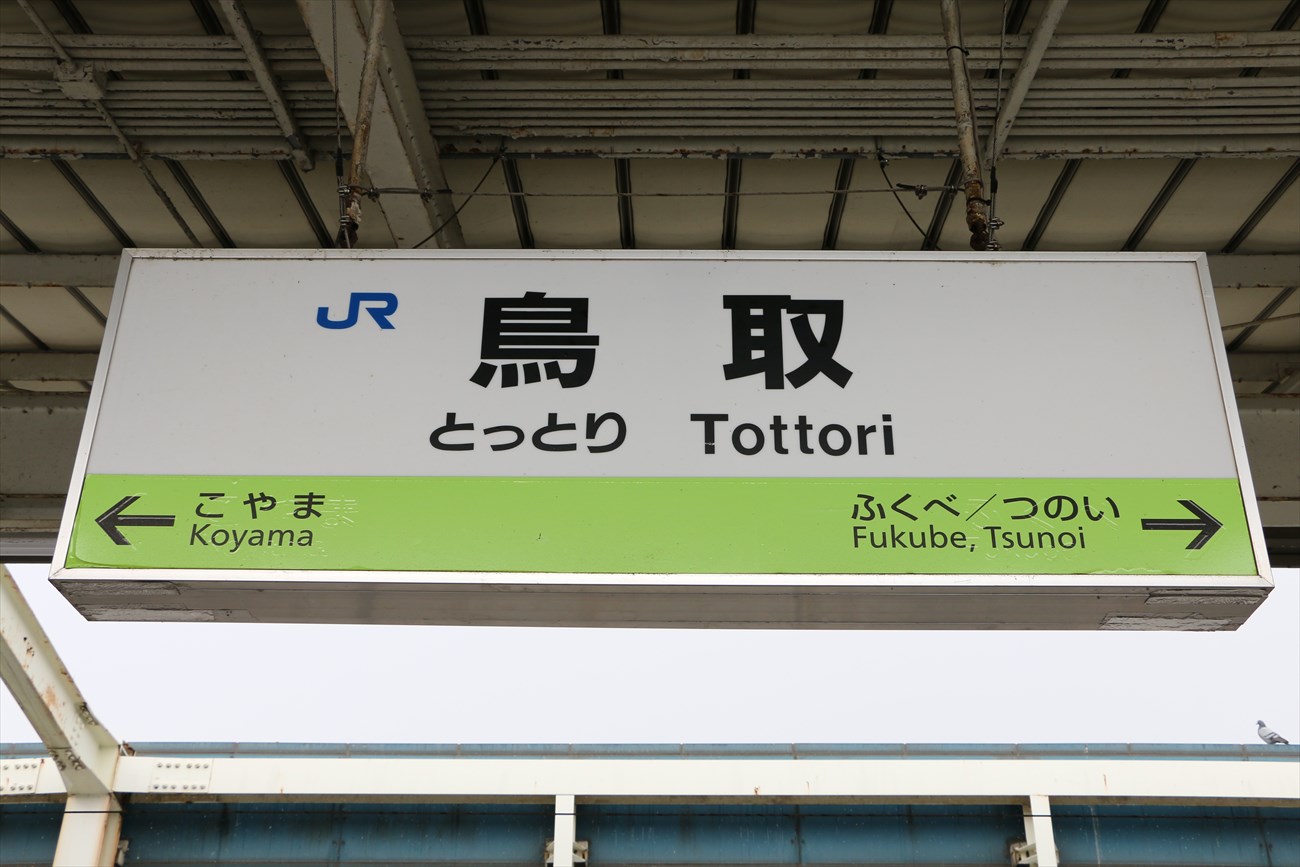 JR 鳥取
とっとり Tottori
← こやま
Koyama
ふくべ／つのい →
Fukube, Tsunoi